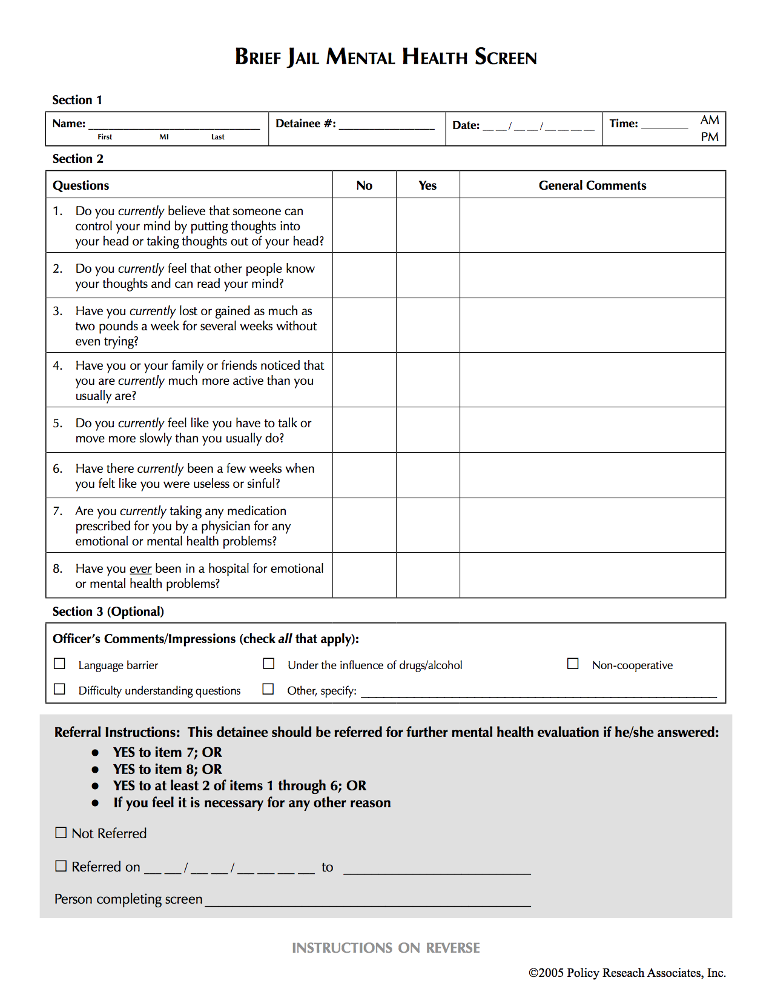 BRIEF JAIL MENTAL HEALTH SCREEN
Section 1
Name: ____________________________ Detainee #: ________________ Date: __ __ / __ __ / __ __ __ __ Time: ________ AM
First MI Last PM
Section 2
Questions No Yes General Comments
1. Do you currently believe that someone can
control your mind by putting thoughts into
your head or taking thoughts out of your head?
2. Do you currently feel that other people know
your thoughts and can read your mind?
3. Have you currently lost or gained as much as
two pounds a week for several weeks without
even trying?
4. Have you or your family or friends noticed that
you are currently much more active than you
usually are?
5. Do you currently feel like you have to talk or
move more slowly than you usually do?
6. Have there currently been a few weeks when
you felt like you were useless or sinful?
7. Are you currently taking any medication
prescribed for you by a physician for any
emotional or mental health problems?
8. Have you ever been in a hospital for emotional
or mental health problems?
Section 3 (Optional)
Officer’s Comments/Impressions (check all that apply):
☐ Language barrier ☐ Under the influence of drugs/alcohol ☐ Non-cooperative
☐ Difficulty understanding questions ☐ Other, specify: ____________________
Referral Instructions: This detainee should be referred for further mental health evaluation if he/she answered:
● YES to item 7; OR
● YES to item 8; OR
● YES to at least 2 of items 1 through 6; OR
● If you feel it is necessary for any other reason
☐ Not Referred
☐ Referred on __ __ / __ __ / __ __ __ __ to ____________________
Person completing screen ____________________
INSTRUCTIONS ON REVERSE
©2005 Policy Reseach Associates, Inc.